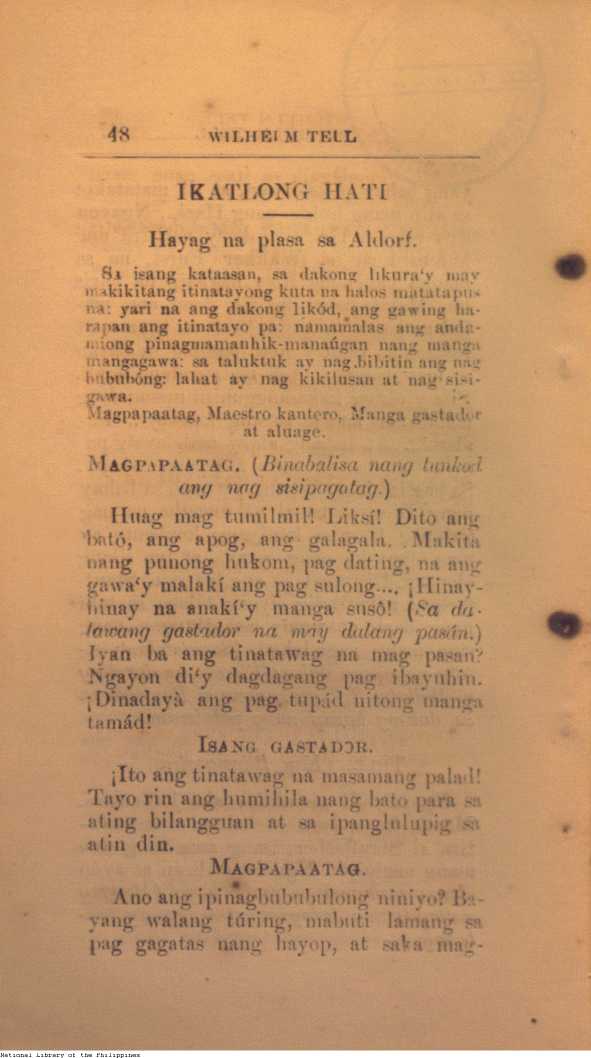 48 WILHELM TELL
IKATLONG HATI
Hayag na plasa sa Aldorf.
Sa isang kataasan, sa dakong likura‘y may
makikitang itinatayong kuta na halos matatapus
na: yari na ang dakong likód, ang gawing ha-
rapan ang itinatayo pa: namamalas ang anda-
miong pinagmamanhik-manaúgan nang manga
mangagawa: sa taluktuk ay nag bibitin ang nag
bububóng: lahat ay nag kikilusan at nag sisi-
gawa.
Magpapaatag, Maestro kantero, Manga gastador
at aluage.
MAGPAPAATAG. (Binabalisa nang tunkod
ang nag sisipagatag.)
Huag mag tumilmil! Liksí! Dito ang
bató, ang apog, ang galagala. Makita
nang punong hukom, pag dating, na ang
gawa‘y malakí ang pag sulong.... ¡Hinay-
hinay na anakí‘y manga susô! (Sa da-
lawang gastador na may dalang pasán.)
Iyan ba ang tinatawag na mag pasan?
Ngayon di‘y dagdagang pag ibayuhin.
¡Dinadayà ang pag tupád nitong manga
tamád!
ISANG GASTADOR.
¡Ito ang tinatawag na masamang palad!
Tayo rin ang humihila nang bato para sa
ating bilangguan at sa ipanglulupig sa
atin din.
MAGPAPAATAG.
Ano ang ipinagbububulong niniyo? Ba-
yang walang túring, mabuti lamang sa
pag gagatas nang hayop, at saka mag-
National Library of the Philippines